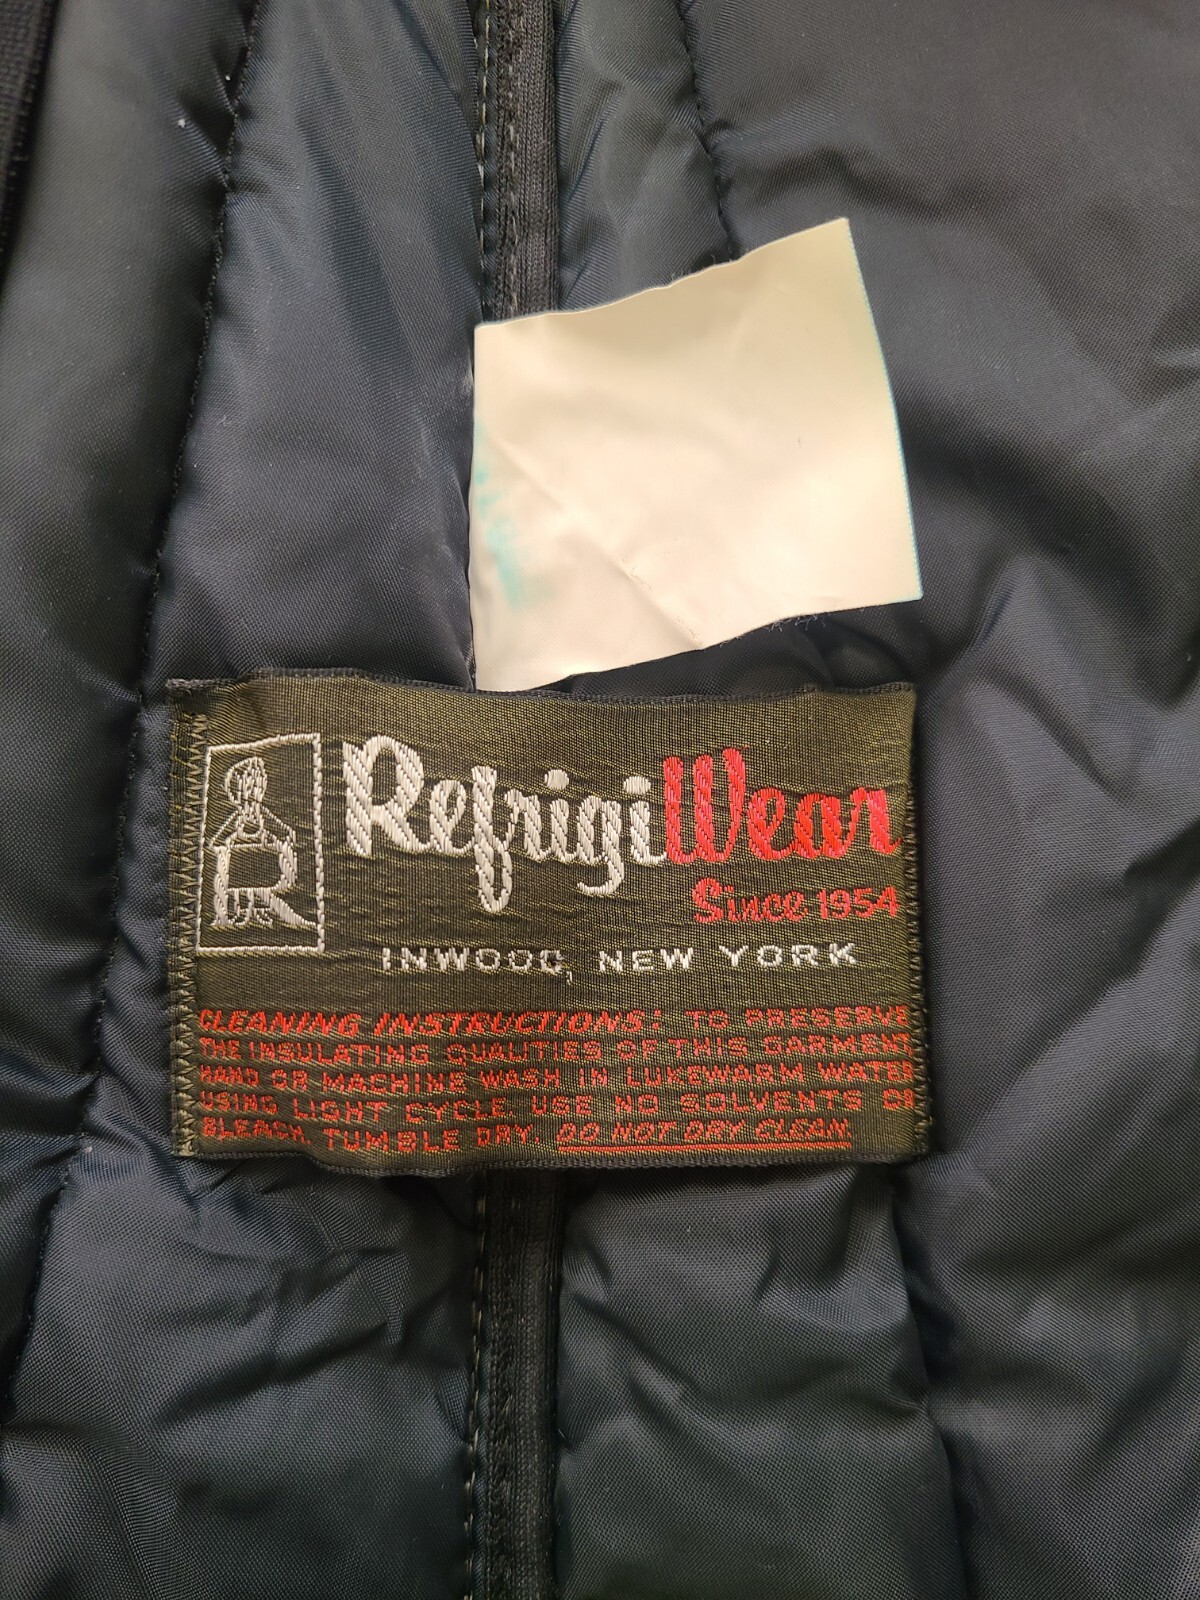 RefrigiWear
Since 1954
INWOOD, NEW YORK
CLEANING INSTRUCTIONS: TO PRESERVE
THE INSULATING QUALITIES OF THIS GARMENT
HAND OR MACHINE WASH IN LUKEWARM WATER
USING LIGHT CYCLE. USE NO SOLVENTS OR
BLEACH. TUMBLE DRY. DO NOT DRY CLEAN